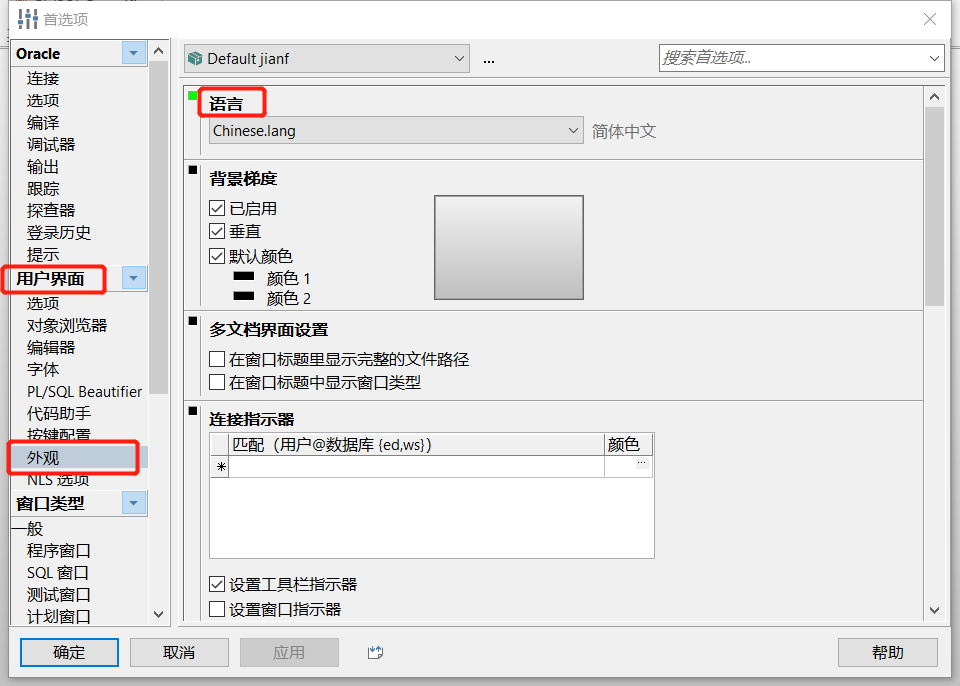 首选项
Oracle
连接
选项
编译
调试器
输出
跟踪
探查器
登录历史
提示
用户界面
选项
对象浏览器
编辑器
字体
PL/SQL Beautifier
代码助手
按键配置
外观
NLS 选项
窗口类型
一般
程序窗口
SQL 窗口
测试窗口
计划窗口
Default jianf
...
搜索首选项...
语言
Chinese.lang
简体中文
背景梯度
已启用
垂直
默认颜色
颜色 1
颜色 2
多文档界面设置
在窗口标题里显示完整的文件路径
在窗口标题中显示窗口类型
连接指示器
匹配（用户@数据库 {ed,ws}） 颜色
* ...
设置工具栏指示器
设置窗口指示器
确定 取消 应用 帮助